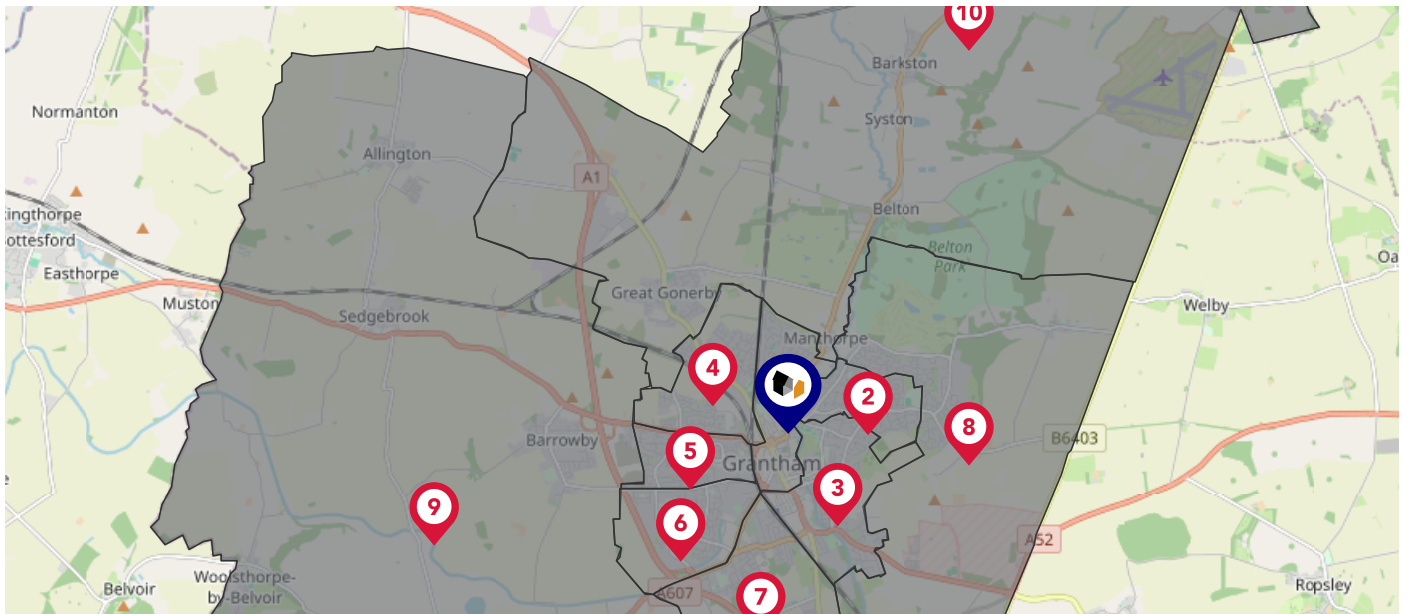 10
Barkston
Normanton
Syston
Allington
A1
Belton
ingthorpe
ottesford
Belton
Park
Oa
Easthorpe
Muston
Great Gonerby
Welby
Sedgebrook
Manthorpe
4
2
8
B6403
Barrowby
5
Grantham
3
9
6
A52
Woolsthorpe-
by-Belvoir
Belvoir
A607
7
Ropsley